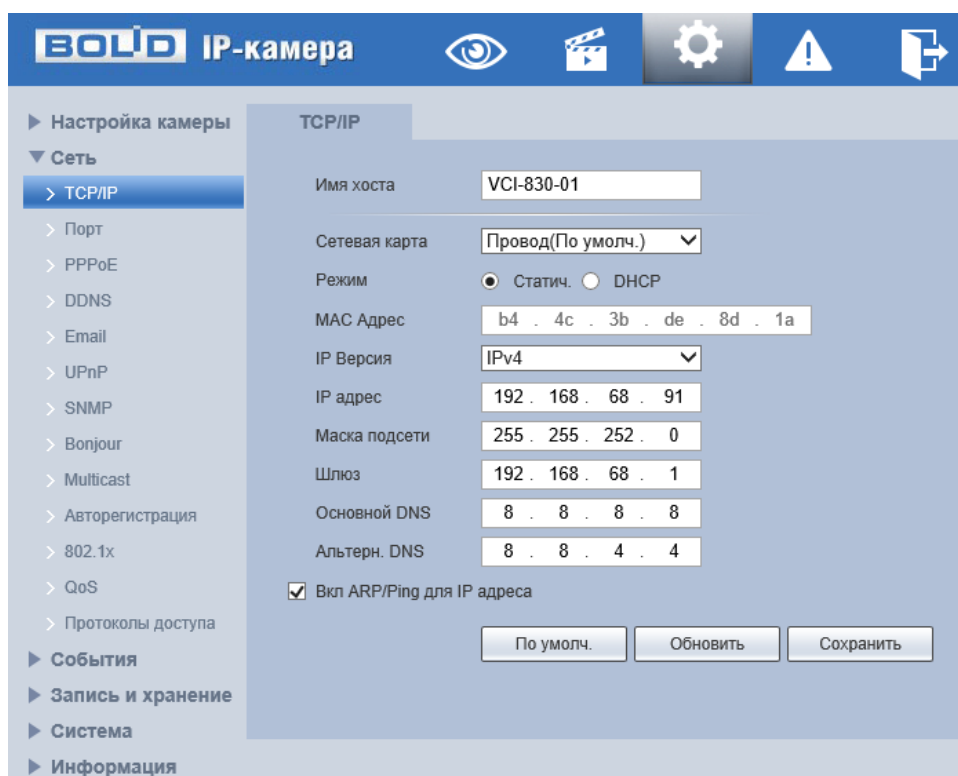 BOLID IP-камера
Настройка камеры
Сеть
TCP/IP
Порт
PPPoE
DDNS
Email
UPnP
SNMP
Bonjour
Multicast
Авторегистрация
802.1x
QoS
Протоколы доступа
События
Запись и хранение
Система
Информация
TCP/IP
Имя хоста VCI-830-01
Сетевая карта Провод(По умолч.)
Режим Статич. DHCP
MAC Адрес b4 . 4c . 3b . de . 8d . 1a
IP Версия IPv4
IP адрес 192 . 168 . 68 . 91
Маска подсети 255 . 255 . 252 . 0
Шлюз 192 . 168 . 68 . 1
Основной DNS 8 . 8 . 8 . 8
Альтерн. DNS 8 . 8 . 4 . 4
Вкл ARP/Ping для IP адреса
По умолч. Обновить Сохранить